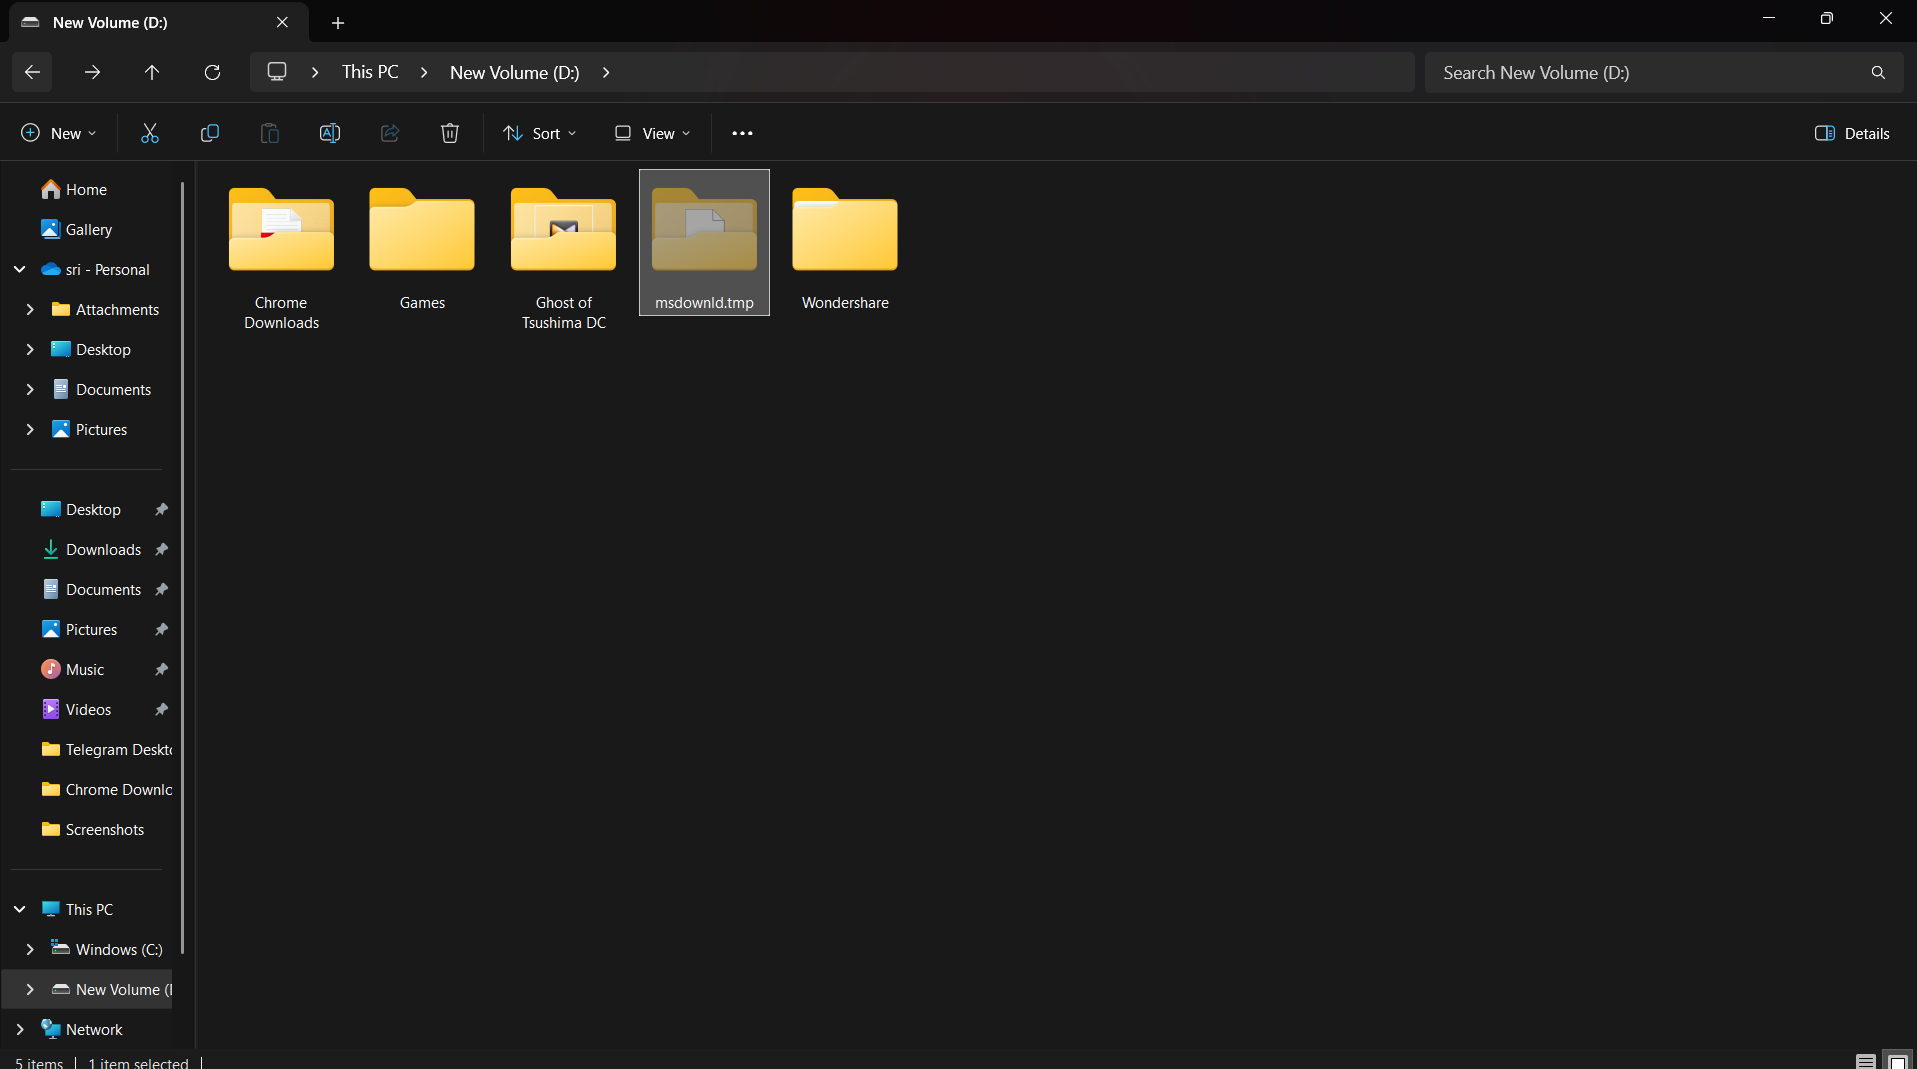 New Volume (D:)
This PC
New Volume (D:)
Search New Volume (D:)
New
Sort
View
Details
Home
Gallery
sri - Personal
Attachments
Desktop
Documents
Pictures
Desktop
Downloads
Documents
Pictures
Music
Videos
Telegram Deskto
Chrome Downlo
Screenshots
This PC
Windows (C:)
New Volume (
Network
Chrome
Downloads
Games
Ghost of
Tsushima DC
msdownld.tmp
Wondershare
5 items
1 item selected